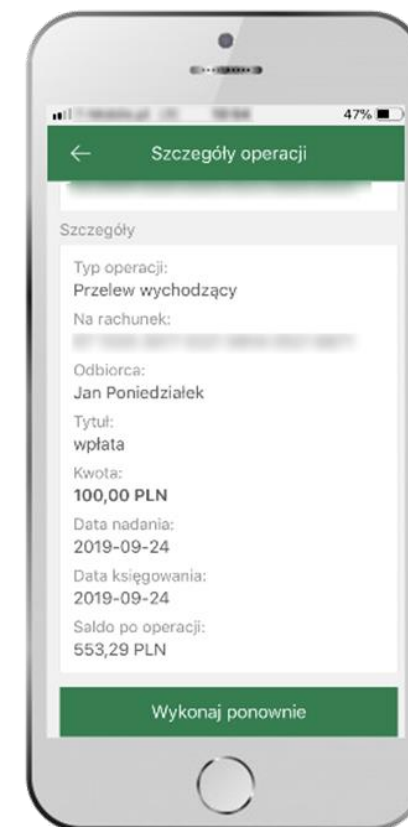 47%
Szczegóły operacji
Szczegóły
Typ operacji:
Przelew wychodzący
Na rachunek:
Odbiorca:
Jan Poniedziałek
Tytuł:
wpłata
Kwota:
100,00 PLN
Data nadania:
2019-09-24
Data księgowania:
2019-09-24
Saldo po operacji:
553,29 PLN
Wykonaj ponownie